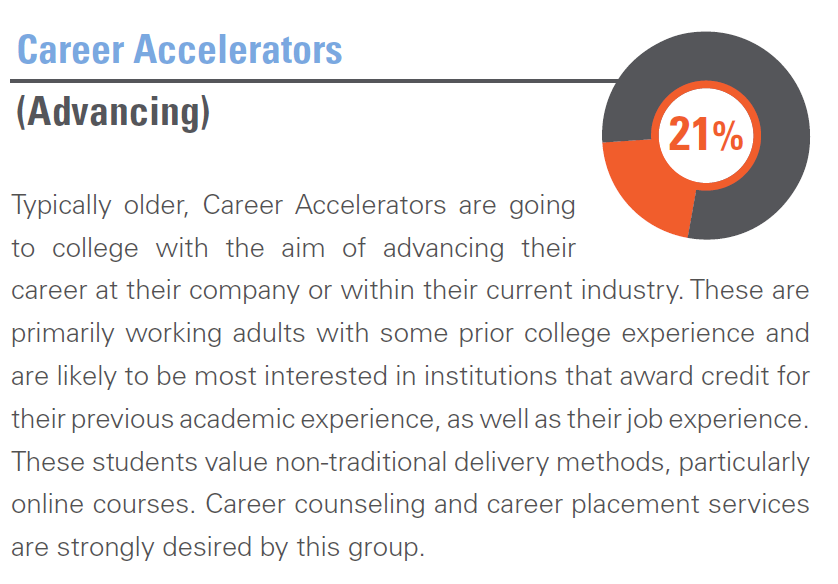 Career Accelerators
(Advancing)
21%
Typically older, Career Accelerators are going
to college with the aim of advancing their
career at their company or within their current industry. These are
primarily working adults with some prior college experience and
are likely to be most interested in institutions that award credit for
their previous academic experience, as well as their job experience.
These students value non-traditional delivery methods, particularly
online courses. Career counseling and career placement services
are strongly desired by this group.